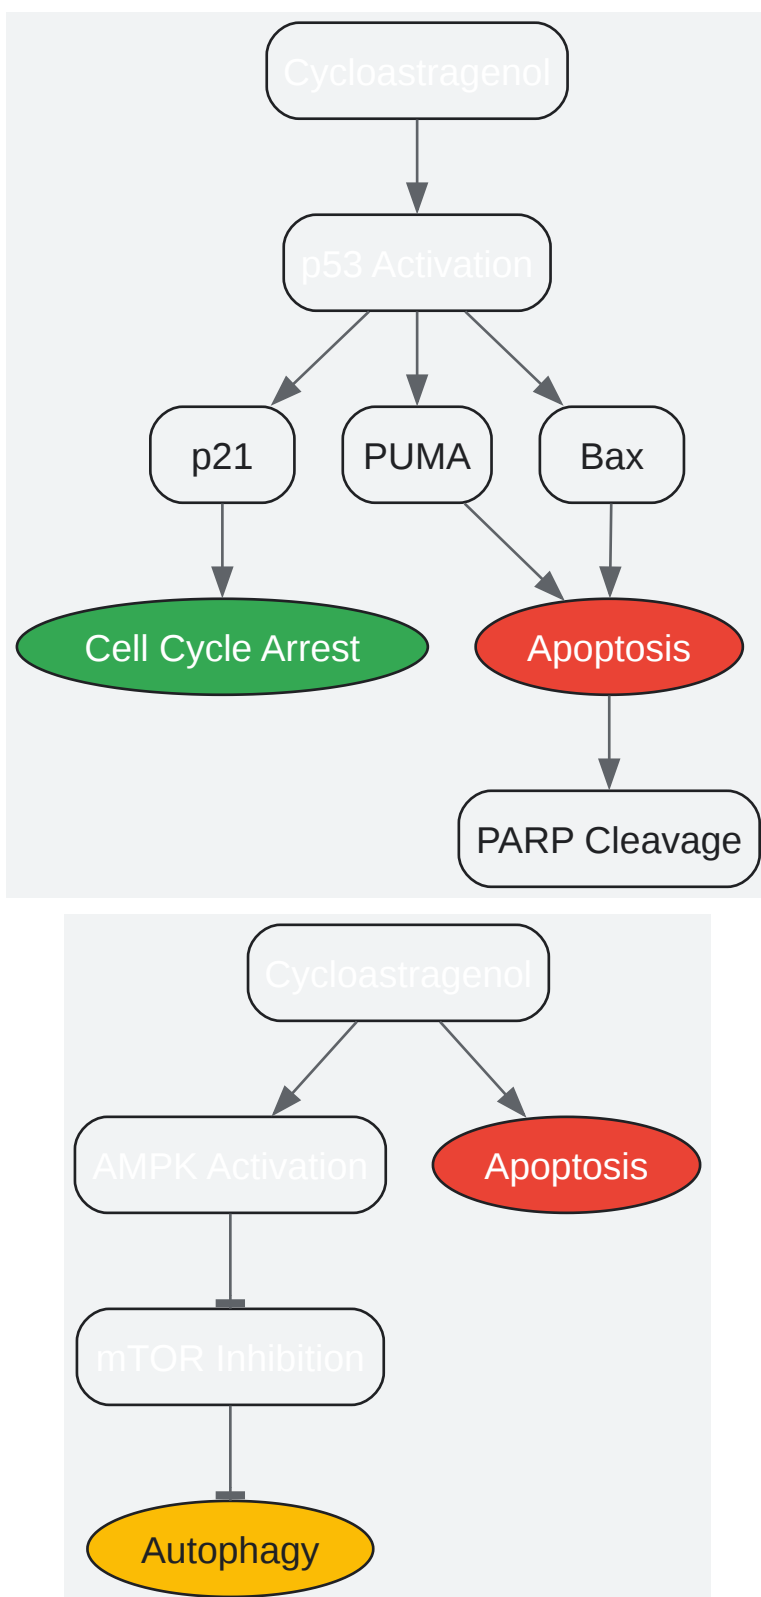 Cycloastragenol
p53 Activation
p21
PUMA
Bax
Cell Cycle Arrest
Apoptosis
PARP Cleavage
Cycloastragenol
AMPK Activation
Apoptosis
mTOR Inhibition
Autophagy